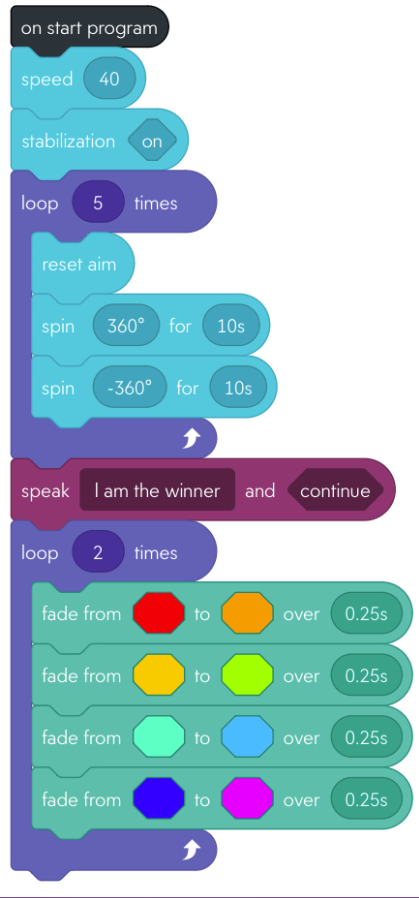 on start program
speed 40
stabilization on
loop 5 times
reset aim
spin 360° for 10s
spin -360° for 10s
speak I am the winner and continue
loop 2 times
fade from to over 0.25s
fade from to over 0.25s
fade from to over 0.25s
fade from to over 0.25s